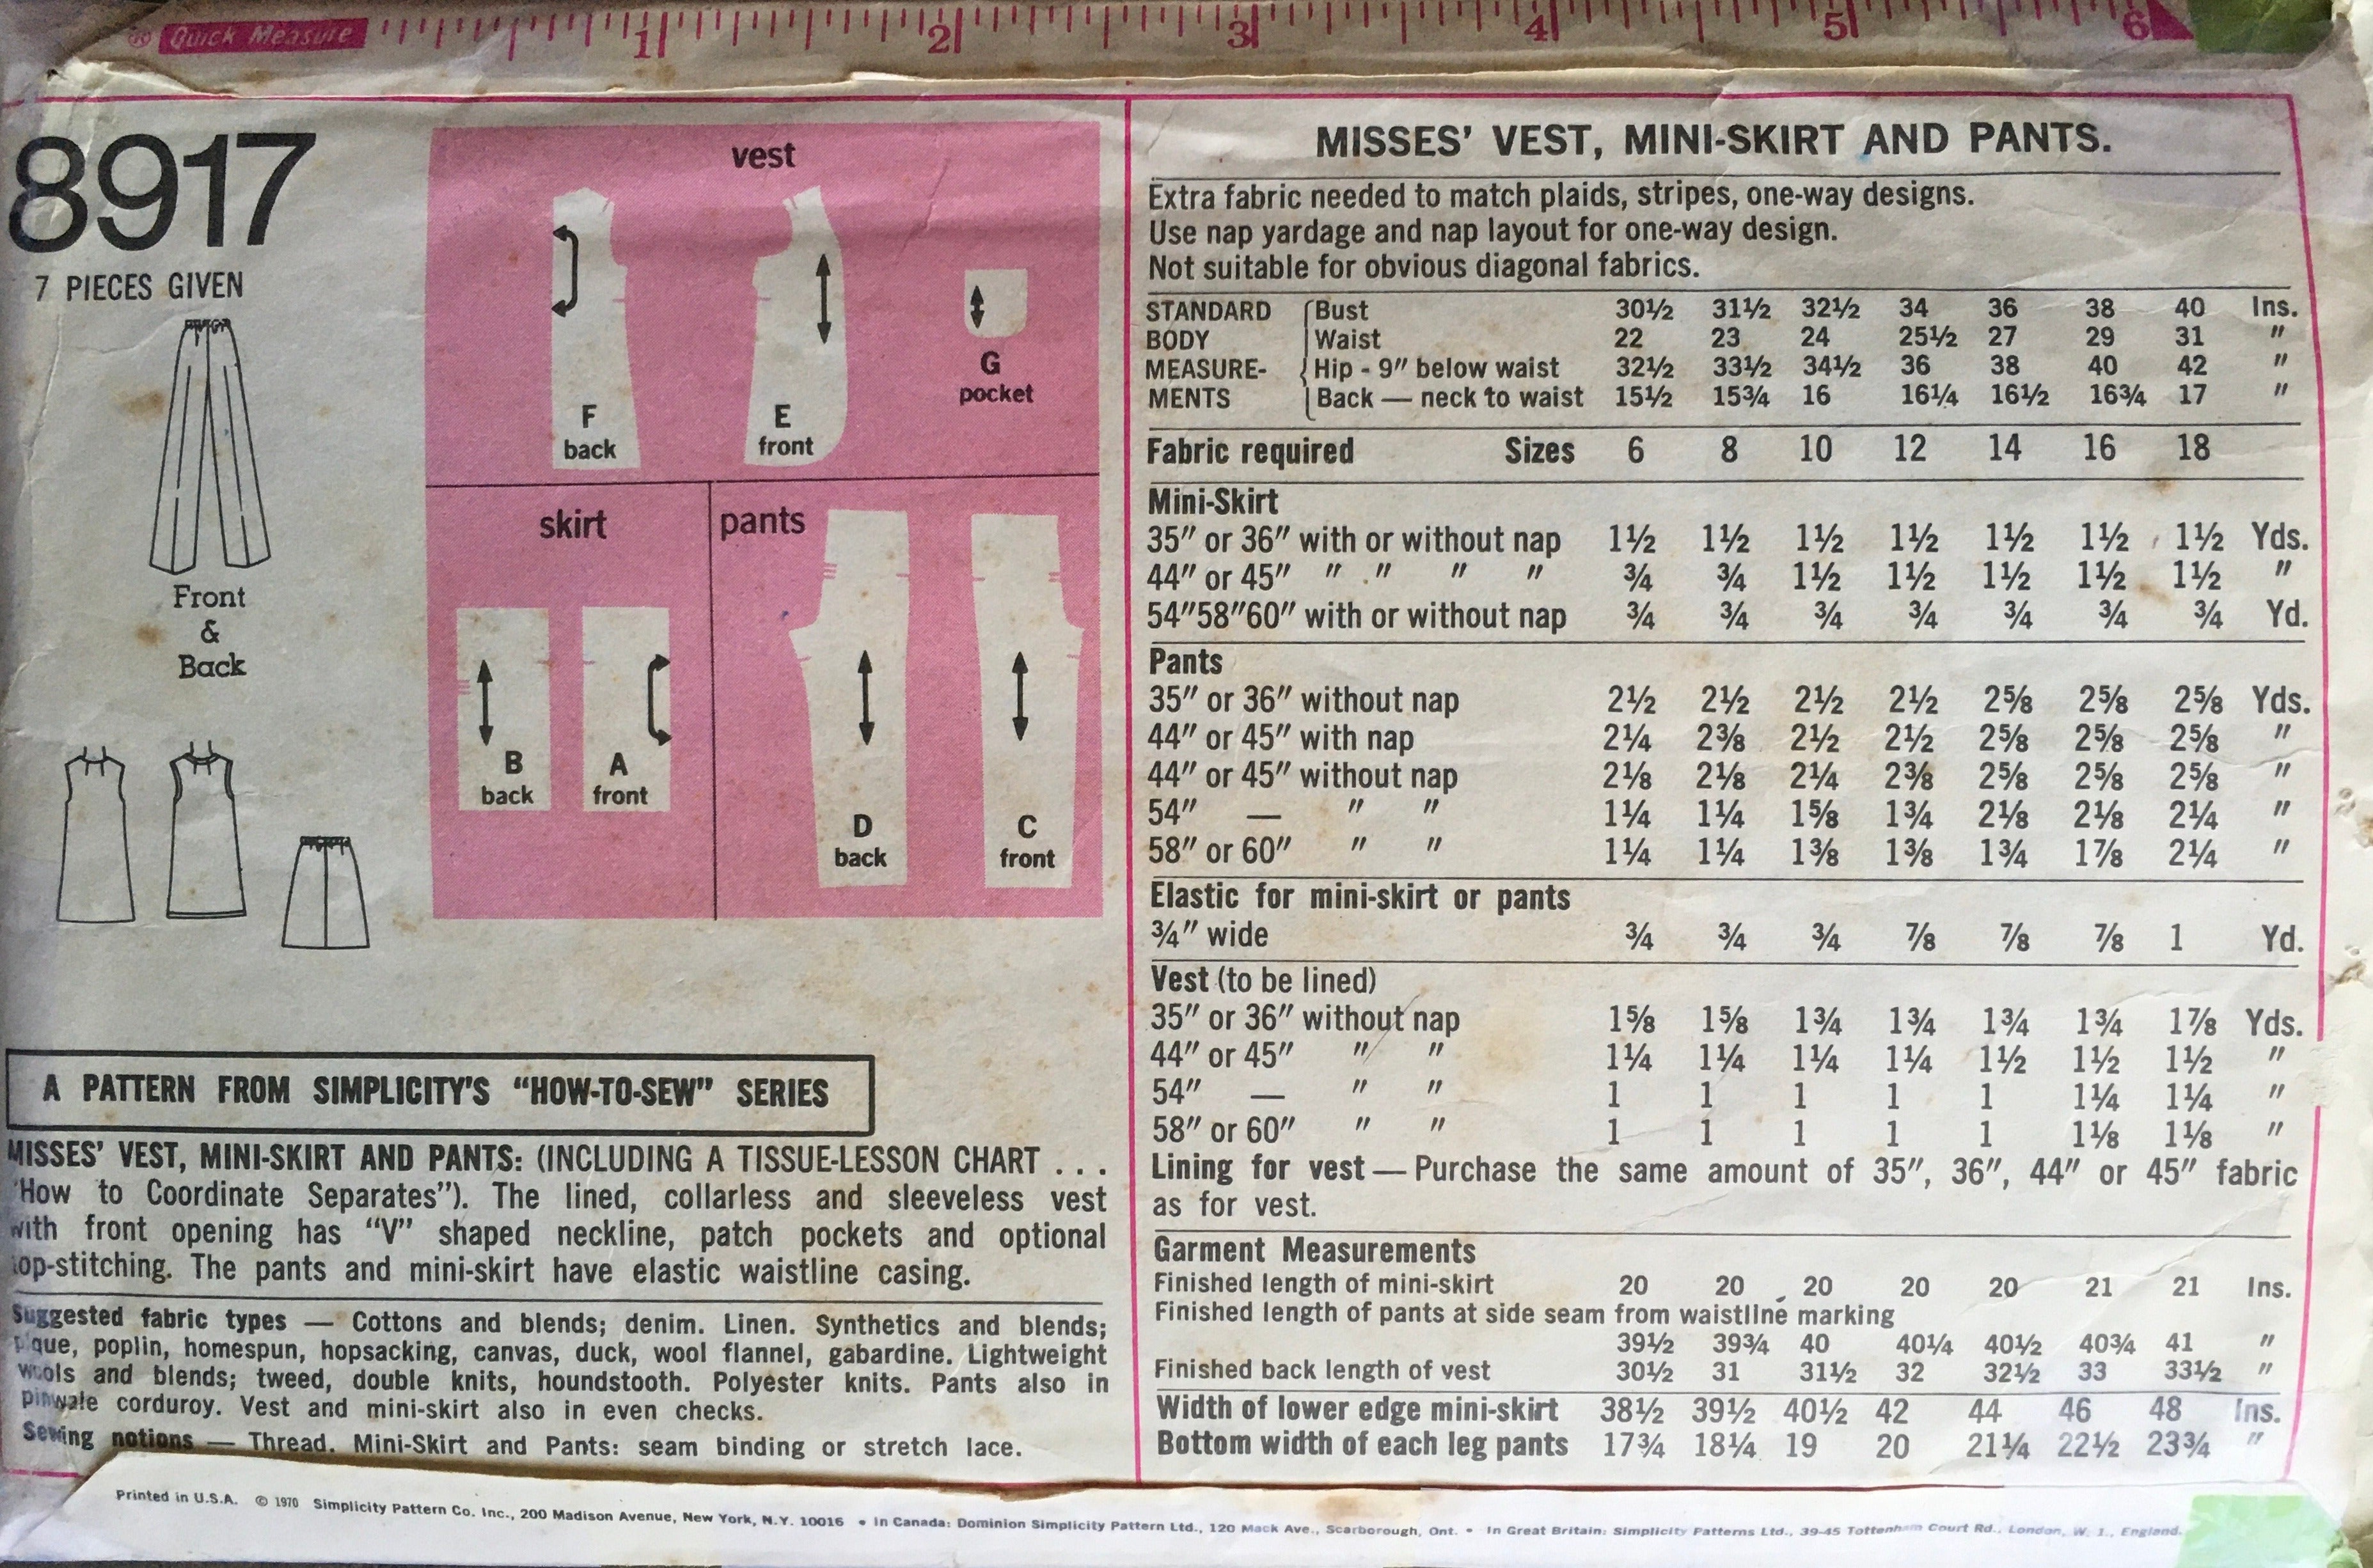 ® Quick Measure 1 2 3 4 5 6
8917
7 PIECES GIVEN
Front
&
Back
vest
F
back
E
front
G
pocket
skirt
B
back
A
front
pants
D
back
C
front
A PATTERN FROM SIMPLICITY'S “HOW-TO-SEW” SERIES
MISSES' VEST, MINI-SKIRT AND PANTS: (INCLUDING A TISSUE-LESSON CHART . . .
“How to Coordinate Separates”). The lined, collarless and sleeveless vest
with front opening has “V” shaped neckline, patch pockets and optional
top-stitching. The pants and mini-skirt have elastic waistline casing.
Suggested fabric types — Cottons and blends; denim. Linen. Synthetics and blends;
pique, poplin, homespun, hopsacking, canvas, duck, wool flannel, gabardine. Lightweight
wools and blends; tweed, double knits, houndstooth. Polyester knits. Pants also in
pinwale corduroy. Vest and mini-skirt also in even checks.
Sewing notions — Thread. Mini-Skirt and Pants: seam binding or stretch lace.
MISSES' VEST, MINI-SKIRT AND PANTS.
Extra fabric needed to match plaids, stripes, one-way designs.
Use nap yardage and nap layout for one-way design.
Not suitable for obvious diagonal fabrics.
STANDARD Bust 30½ 31½ 32½ 34 36 38 40 Ins.
BODY Waist 22 23 24 25½ 27 29 31 ″
MEASURE- Hip - 9″ below waist 32½ 33½ 34½ 36 38 40 42 ″
MENTS Back — neck to waist 15½ 15¾ 16 16¼ 16½ 16¾ 17 ″
Fabric required Sizes 6 8 10 12 14 16 18
Mini-Skirt
35″ or 36″ with or without nap 1½ 1½ 1½ 1½ 1½ 1½ 1½ Yds.
44″ or 45″ ″ ″ ″ ″ ¾ ¾ 1½ 1½ 1½ 1½ 1½ ″
54″58″60″ with or without nap ¾ ¾ ¾ ¾ ¾ ¾ ¾ Yd.
Pants
35″ or 36″ without nap 2½ 2½ 2½ 2½ 2⅝ 2⅝ 2⅝ Yds.
44″ or 45″ with nap 2¼ 2⅜ 2½ 2½ 2⅝ 2⅝ 2⅝ ″
44″ or 45″ without nap 2⅛ 2⅛ 2¼ 2⅜ 2⅝ 2⅝ 2⅝ ″
54″ — ″ ″ 1¼ 1¼ 1⅝ 1¾ 2⅛ 2⅛ 2¼ ″
58″ or 60″ ″ ″ 1¼ 1¼ 1⅜ 1⅜ 1¾ 1⅞ 2¼ ″
Elastic for mini-skirt or pants
¾″ wide ¾ ¾ ¾ ⅞ ⅞ ⅞ 1 Yd.
Vest (to be lined)
35″ or 36″ without nap 1⅝ 1⅝ 1¾ 1¾ 1¾ 1¾ 1⅞ Yds.
44″ or 45″ ″ ″ 1¼ 1¼ 1¼ 1¼ 1½ 1½ 1½ ″
54″ — ″ ″ 1 1 1 1 1 1¼ 1¼ ″
58″ or 60″ ″ ″ 1 1 1 1 1 1⅛ 1⅛ ″
Lining for vest — Purchase the same amount of 35″, 36″, 44″ or 45″ fabric
as for vest.
Garment Measurements
Finished length of mini-skirt 20 20 20 20 20 21 21 Ins.
Finished length of pants at side seam from waistline marking
39½ 39¾ 40 40¼ 40½ 40¾ 41 ″
Finished back length of vest 30½ 31 31½ 32 32½ 33 33½ ″
Width of lower edge mini-skirt 38½ 39½ 40½ 42 44 46 48 Ins.
Bottom width of each leg pants 17¾ 18¼ 19 20 21¼ 22½ 23¾ ″
Printed in U.S.A. © 1970 Simplicity Pattern Co. Inc., 200 Madison Avenue, New York, N.Y. 10016 • In Canada: Dominion Simplicity Pattern Ltd., 120 Mack Ave., Scarborough, Ont. • In Great Britain: Simplicity Patterns Ltd., 39-45 Tottenham Court Rd., London, W. 1., England.